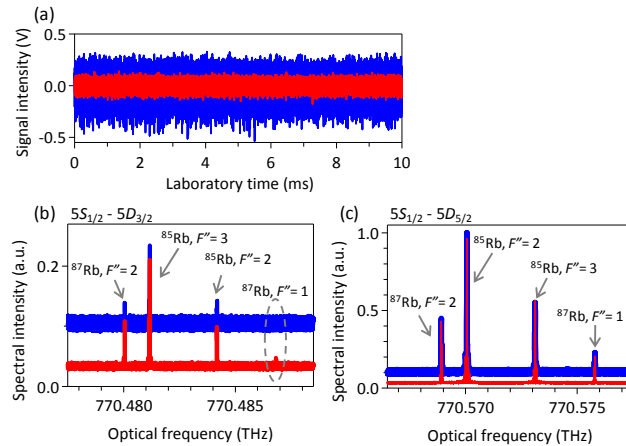 (a)
0.5
0.0
-0.5
Signal intensity (V)
0 2 4 6 8 10
Laboratory time (ms)
(b) 5S1/2 - 5D3/2
0.2
0.0
Spectral intensity (a.u.)
87Rb, F″= 2
85Rb, F″= 3
85Rb, F″= 2
87Rb, F″= 1
770.480 770.485
Optical frequency (THz)
(c) 5S1/2 - 5D5/2
1.0
0.5
0.0
Spectral intensity (a.u.)
87Rb, F″= 2
85Rb, F″= 2
85Rb, F″= 3
87Rb, F″= 1
770.570 770.575
Optical frequency (THz)